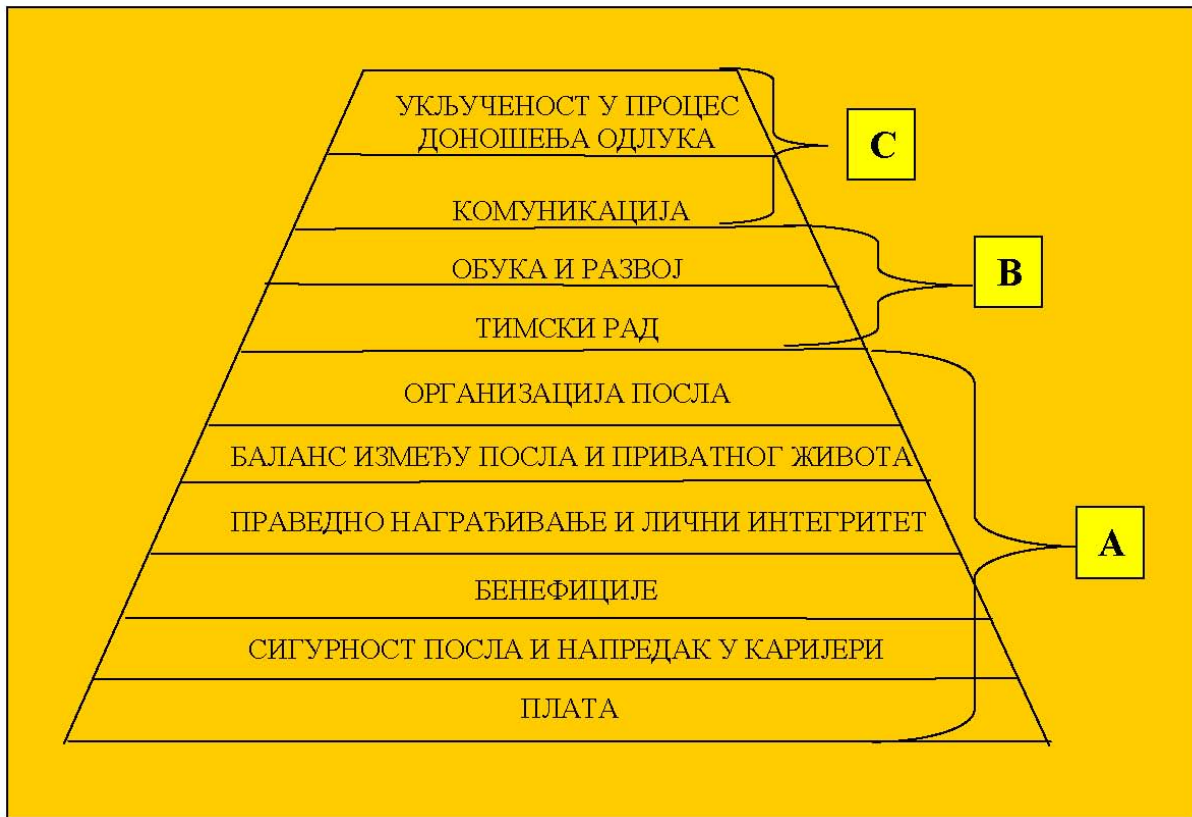 УКЉУЧЕНОСТ У ПРОЦЕС
ДОНОШЕЊА ОДЛУКА
C
КОМУНИКАЦИЈА
ОБУКА И РАЗВОЈ
B
ТИМСКИ РАД
ОРГАНИЗАЦИЈА ПОСЛА
БАЛАНС ИЗМЕЂУ ПОСЛА И ПРИВАТНОГ ЖИВОТА
ПРАВЕДНО НАГРАЂИВАЊЕ И ЛИЧНИ ИНТЕГРИТЕТ
A
БЕНЕФИЦИЈЕ
СИГУРНОСТ ПОСЛА И НАПРЕДАК У КАРИЈЕРИ
ПЛАТА